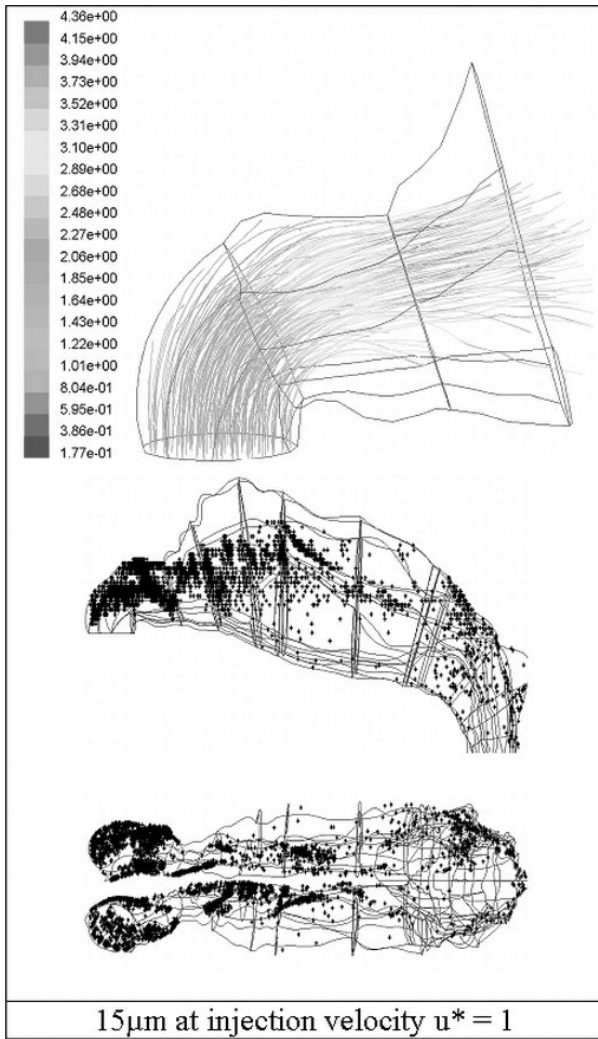 4.36e+00
4.15e+00
3.94e+00
3.73e+00
3.52e+00
3.31e+00
3.10e+00
2.89e+00
2.68e+00
2.48e+00
2.27e+00
2.06e+00
1.85e+00
1.64e+00
1.43e+00
1.22e+00
1.01e+00
8.04e-01
5.95e-01
3.86e-01
1.77e-01
15μm at injection velocity u* = 1